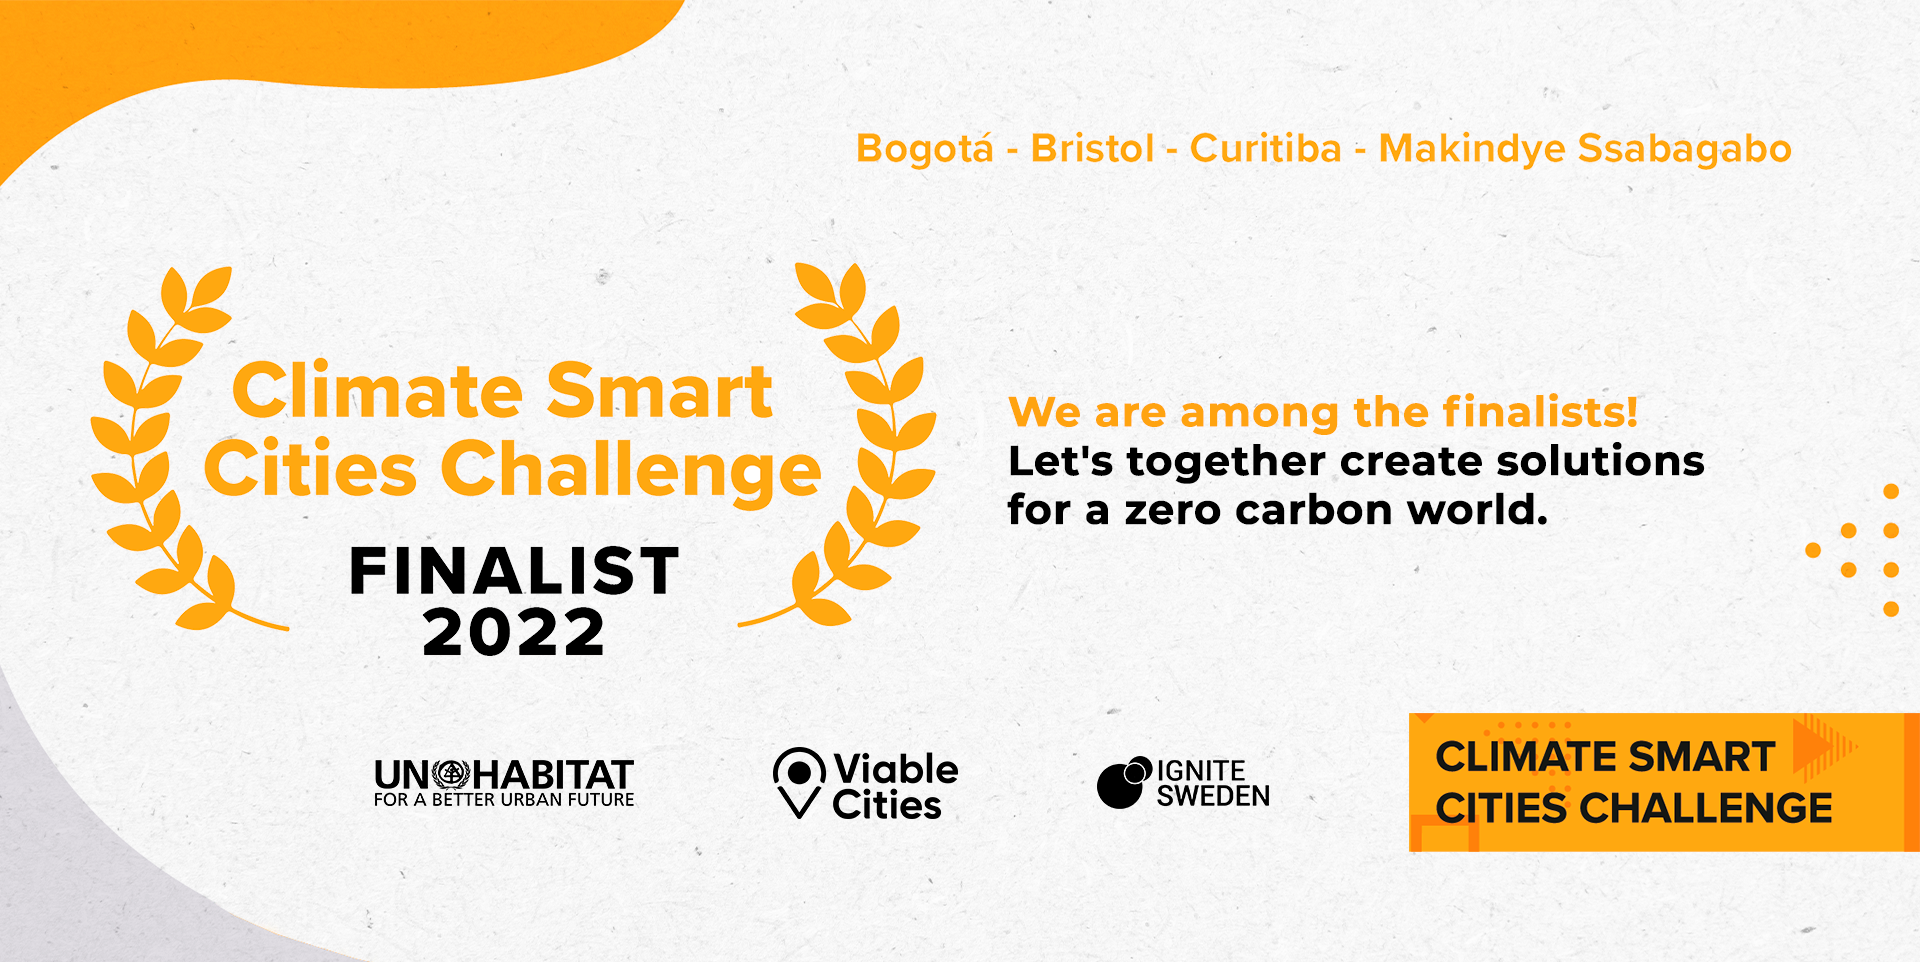 Bogotá - Bristol - Curitiba - Makindye Ssabagabo
Climate Smart
Cities Challenge
FINALIST
2022
We are among the finalists!
Let's together create solutions
for a zero carbon world.
UN HABITAT
FOR A BETTER URBAN FUTURE
Viable
Cities
IGNITE
SWEDEN
CLIMATE SMART
CITIES CHALLENGE